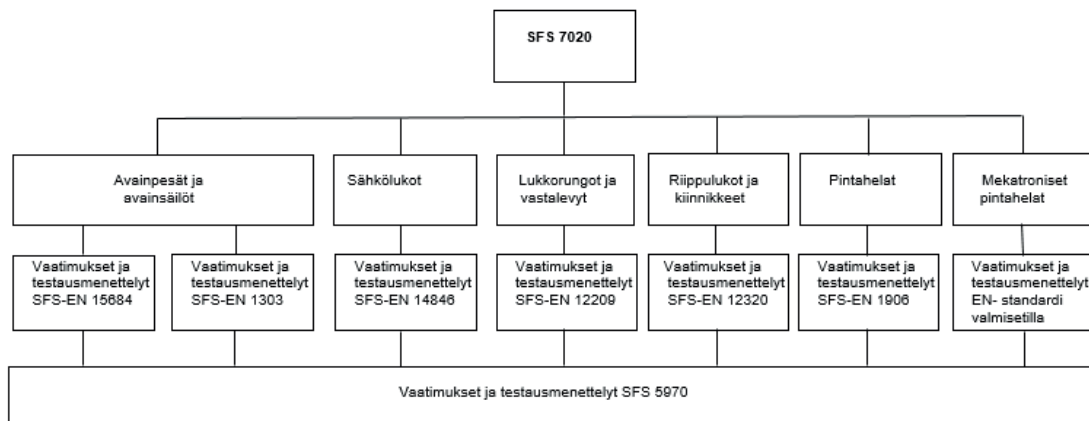 SFS 7020
Avainpesät ja
avainsäilöt
Sähkölukot
Lukkorungot ja
vastalevyt
Riippulukot ja
kiinnikkeet
Pintahelat
Mekatroniset
pintahelat
Vaatimukset ja
testausmenettelyt
SFS-EN 15684
Vaatimukset ja
testausmenettelyt
SFS-EN 1303
Vaatimukset ja
testausmenettelyt
SFS-EN 14846
Vaatimukset ja
testausmenettelyt
SFS-EN 12209
Vaatimukset ja
testausmenettelyt
SFS-EN 12320
Vaatimukset ja
testausmenettelyt
SFS-EN 1906
Vaatimukset ja
testausmenettelyt
EN- standardi
valmisetilla
Vaatimukset ja testausmenettelyt SFS 5970